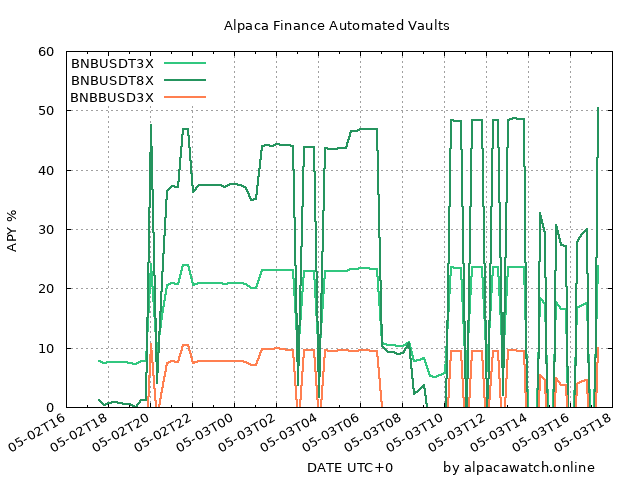 Alpaca Finance Automated Vaults
60
50
40
30
20
10
0
APY %
BNBUSDT3X
BNBUSDT8X
BNBBUSD3X
05-02T16
05-02T18
05-02T20
05-02T22
05-03T00
05-03T02
05-03T04
05-03T06
05-03T08
05-03T10
05-03T12
05-03T14
05-03T16
05-03T18
DATE UTC+0
by alpacawatch.online